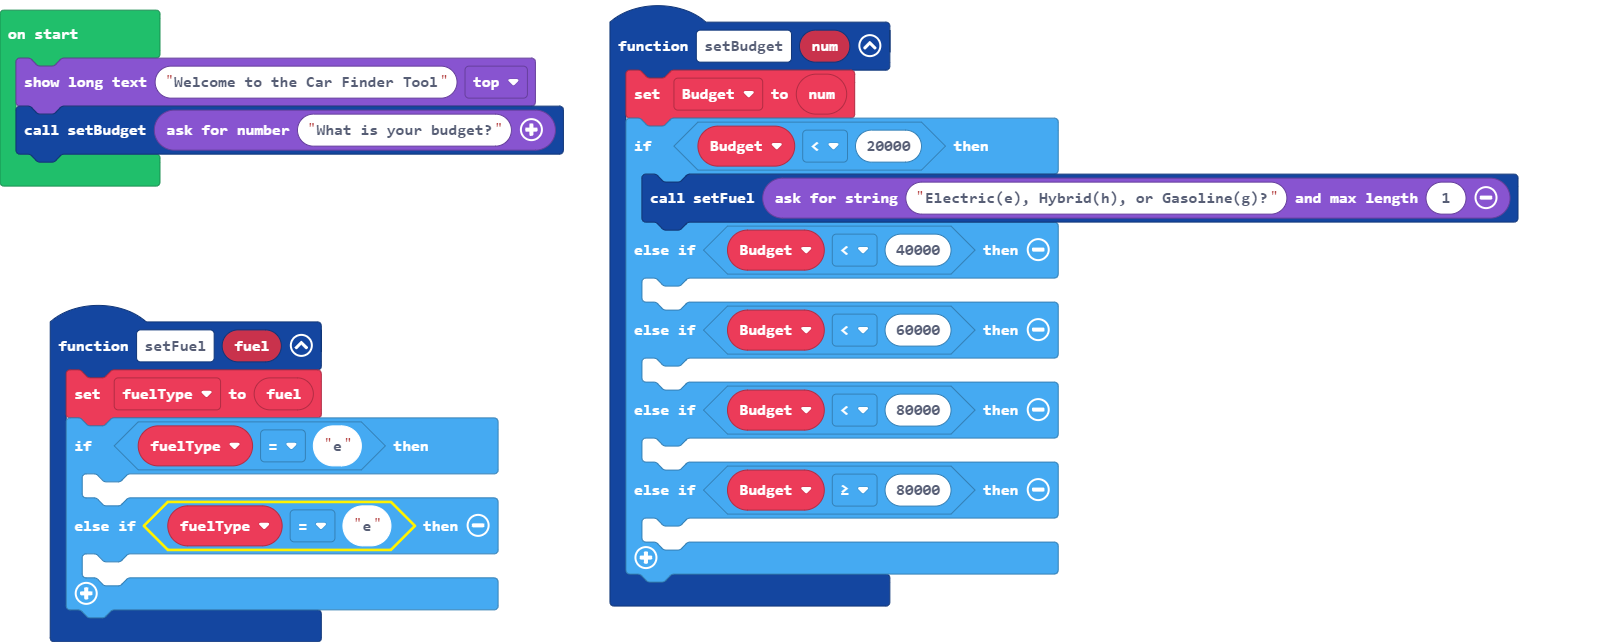 on start
show long text "Welcome to the Car Finder Tool" top
call setBudget ask for number "What is your budget?"
function setBudget num
set Budget to num
if Budget < 20000 then
call setFuel ask for string "Electric(e), Hybrid(h), or Gasoline(g)?" and max length 1
else if Budget < 40000 then
else if Budget < 60000 then
else if Budget < 80000 then
else if Budget ≥ 80000 then
function setFuel fuel
set fuelType to fuel
if fuelType = "e" then
else if fuelType = "e" then